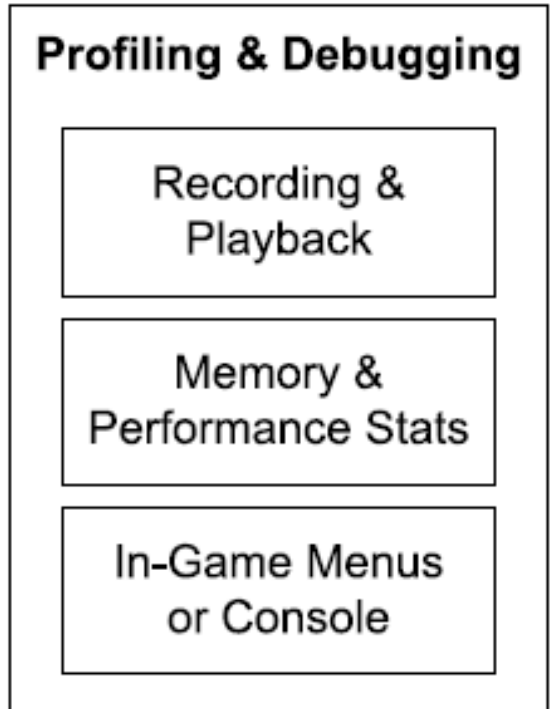 Profiling & Debugging
Recording &
Playback
Memory &
Performance Stats
In-Game Menus
or Console